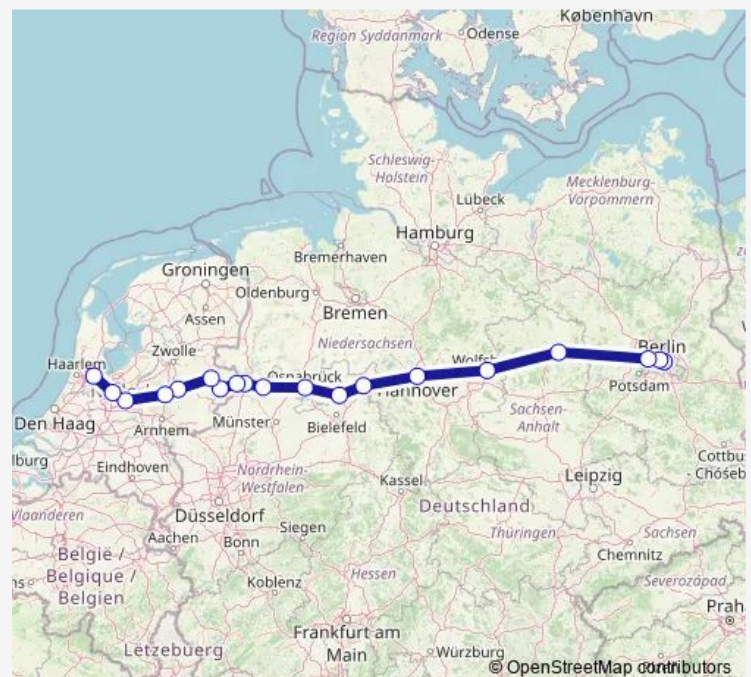 København
Region Syddanmark
Odense
Schleswig-
Holstein
Mecklenburg-
Vorpommern
Lübeck
Hamburg
Bremerhaven
Groningen
Oldenburg
Assen
Bremen
Niedersachsen
Zwolle
Haarlem
Berlin
Osnabrück
Potsdam
Hannover
Den Haag
Arnhem
Münster
Bielefeld
Sachsen-
Anhalt
Eindhoven
Nordrhein-
Westfalen
Kassel
Leipzig
Düsseldorf
Deutschland
Vlaanderen
Siegen
Aachen
Bonn
Thüringen
Sachsen
Chemnitz
België /
Belgique /
Belgien
Koblenz
Hessen
Severozápad
Lëtzebuerg
Frankfurt am
Main
Würzburg
© OpenStreetMap contributors